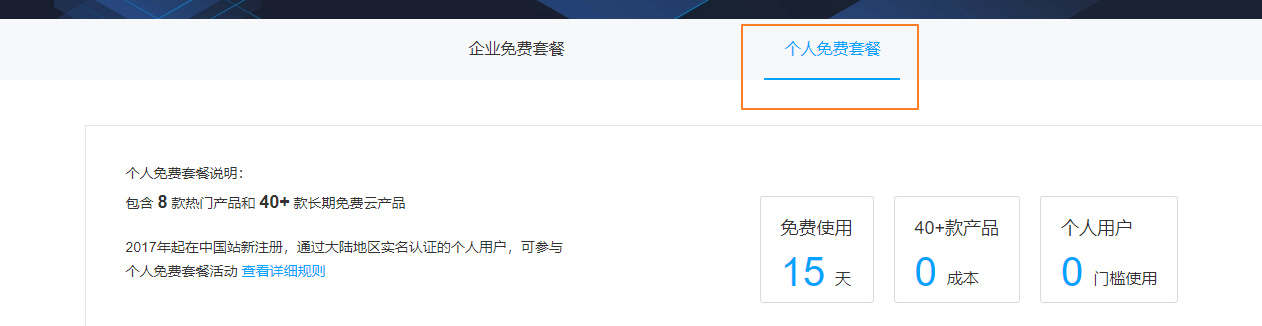 企业免费套餐
个人免费套餐
个人免费套餐说明：
包含 8 款热门产品和 40+ 款长期免费云产品
2017年起在中国站新注册，通过大陆地区实名认证的个人用户，可参与
个人免费套餐活动 查看详细规则
免费使用
15 天
40+款产品
0 成本
个人用户
0 门槛使用